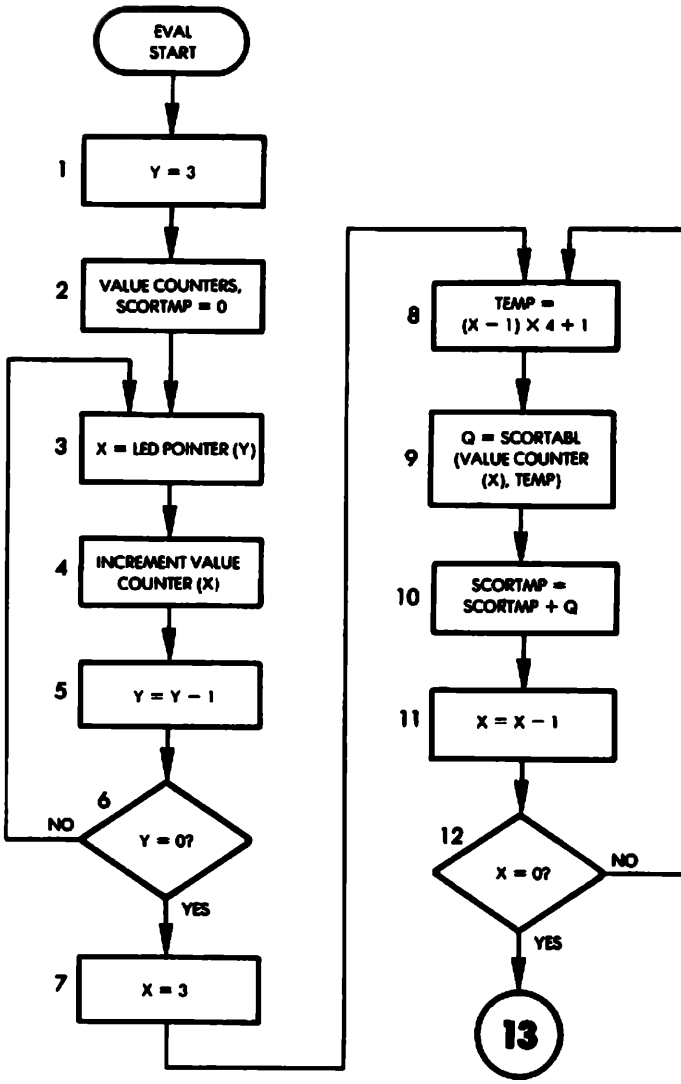 EVAL
START
1
Y = 3
2
VALUE COUNTERS,
SCORTMP = 0
3
X = LED POINTER (Y)
4
INCREMENT VALUE
COUNTER (X)
5
Y = Y - 1
6
NO
Y = 0?
YES
7
X = 3
8
TEMP =
(X - 1) × 4 + 1
9
Q = SCORTABL
(VALUE COUNTER
(X), TEMP)
10
SCORTMP =
SCORTMP + Q
11
X = X - 1
12
X = 0?
NO
YES
13